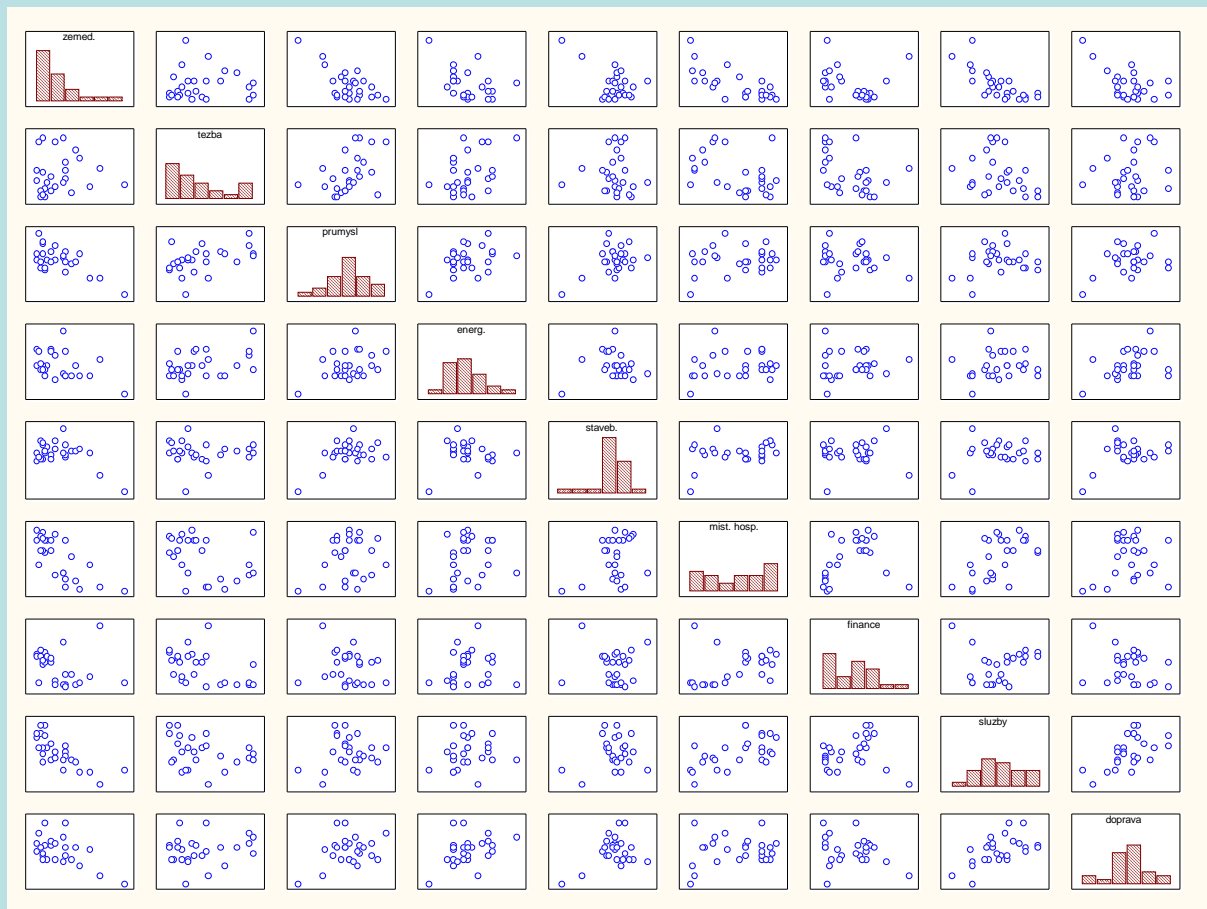 zemed.
tezba
prumysl
energ.
staveb.
mist. hosp.
finance
sluzby
doprava